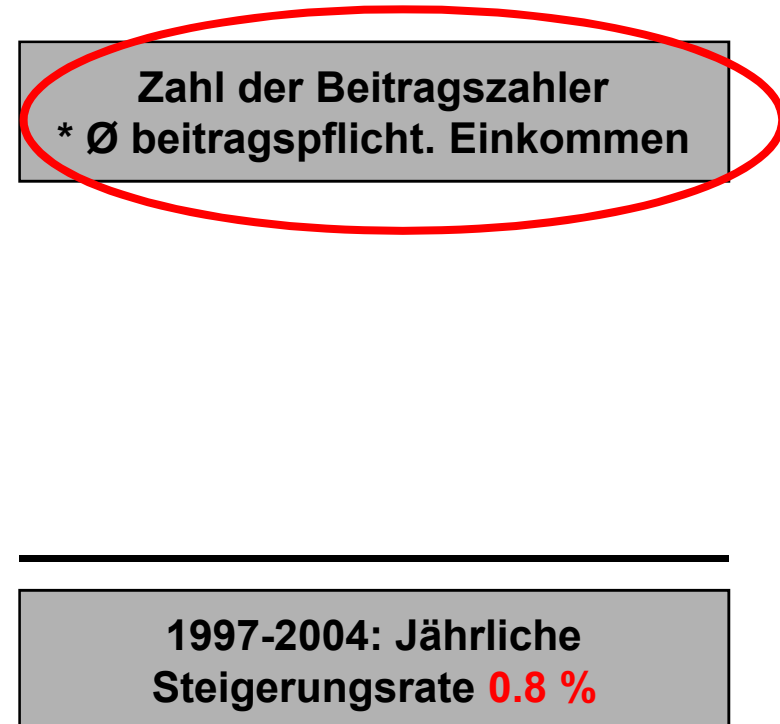 Zahl der Beitragszahler
* Ø beitragspflicht. Einkommen
1997-2004: Jährliche
Steigerungsrate 0.8 %